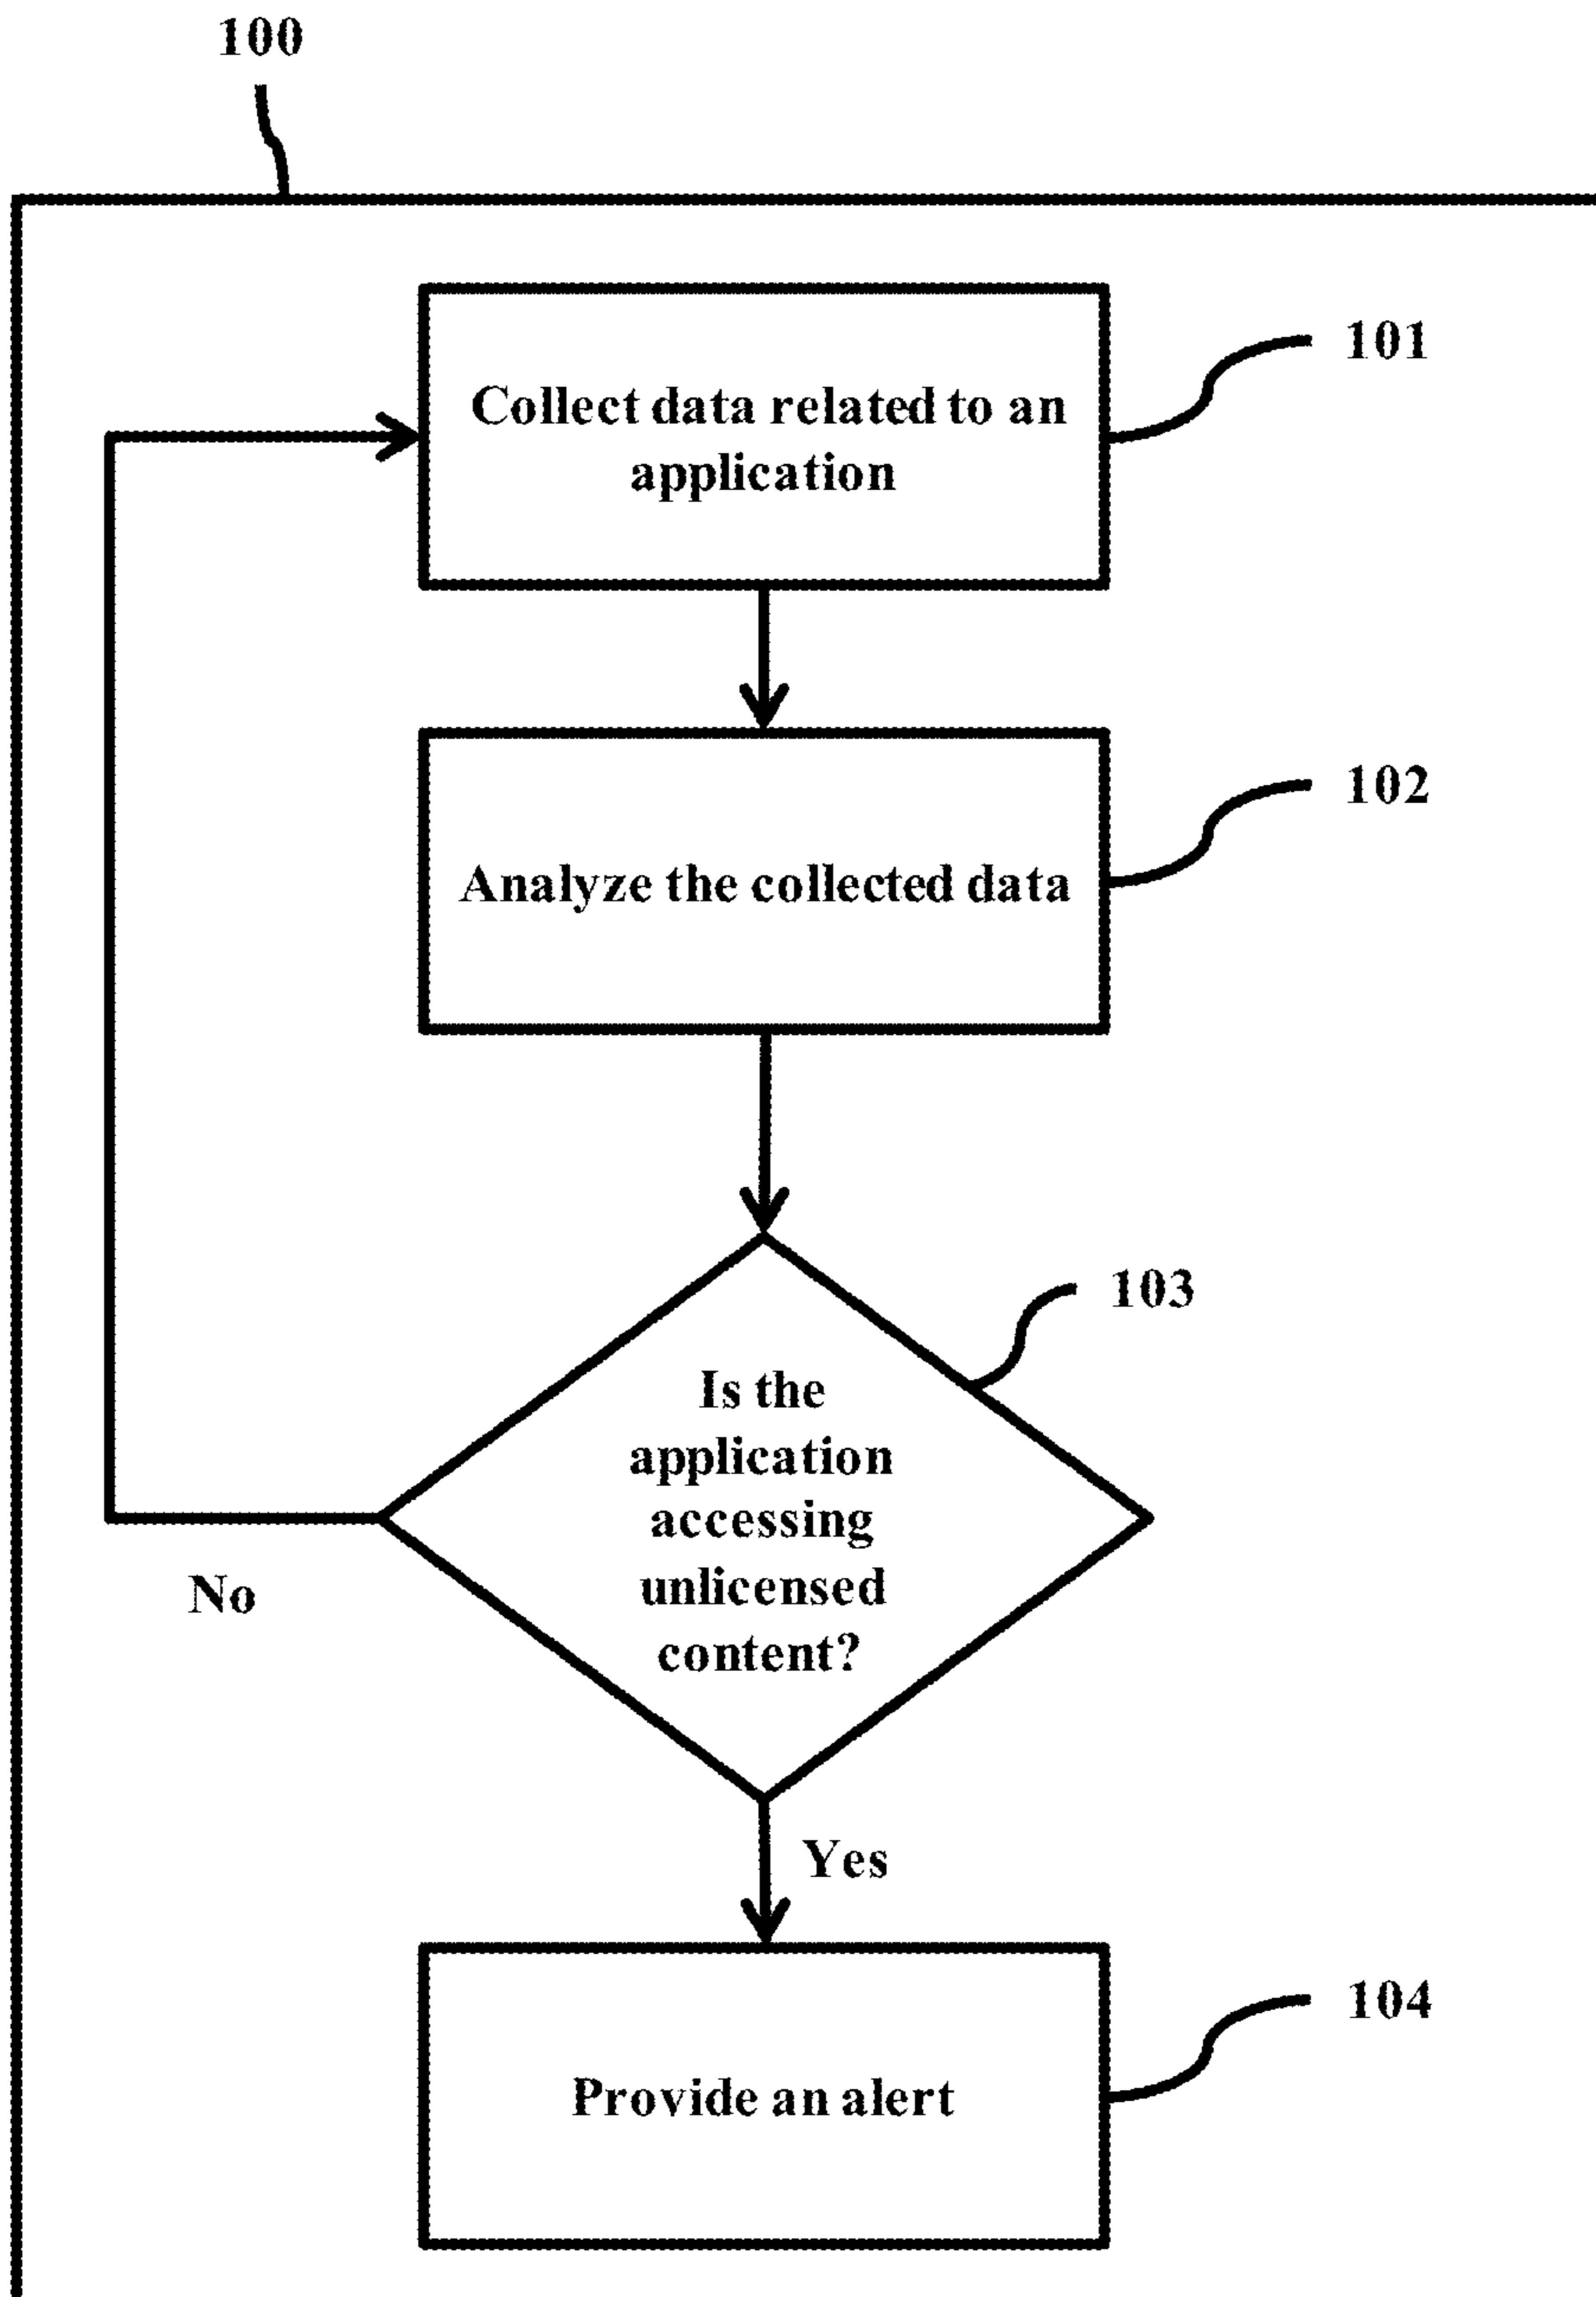 100
Collect data related to an
application
101
Analyze the collected data
102
Is the
application
accessing
unlicensed
content?
103
No
Yes
Provide an alert
104